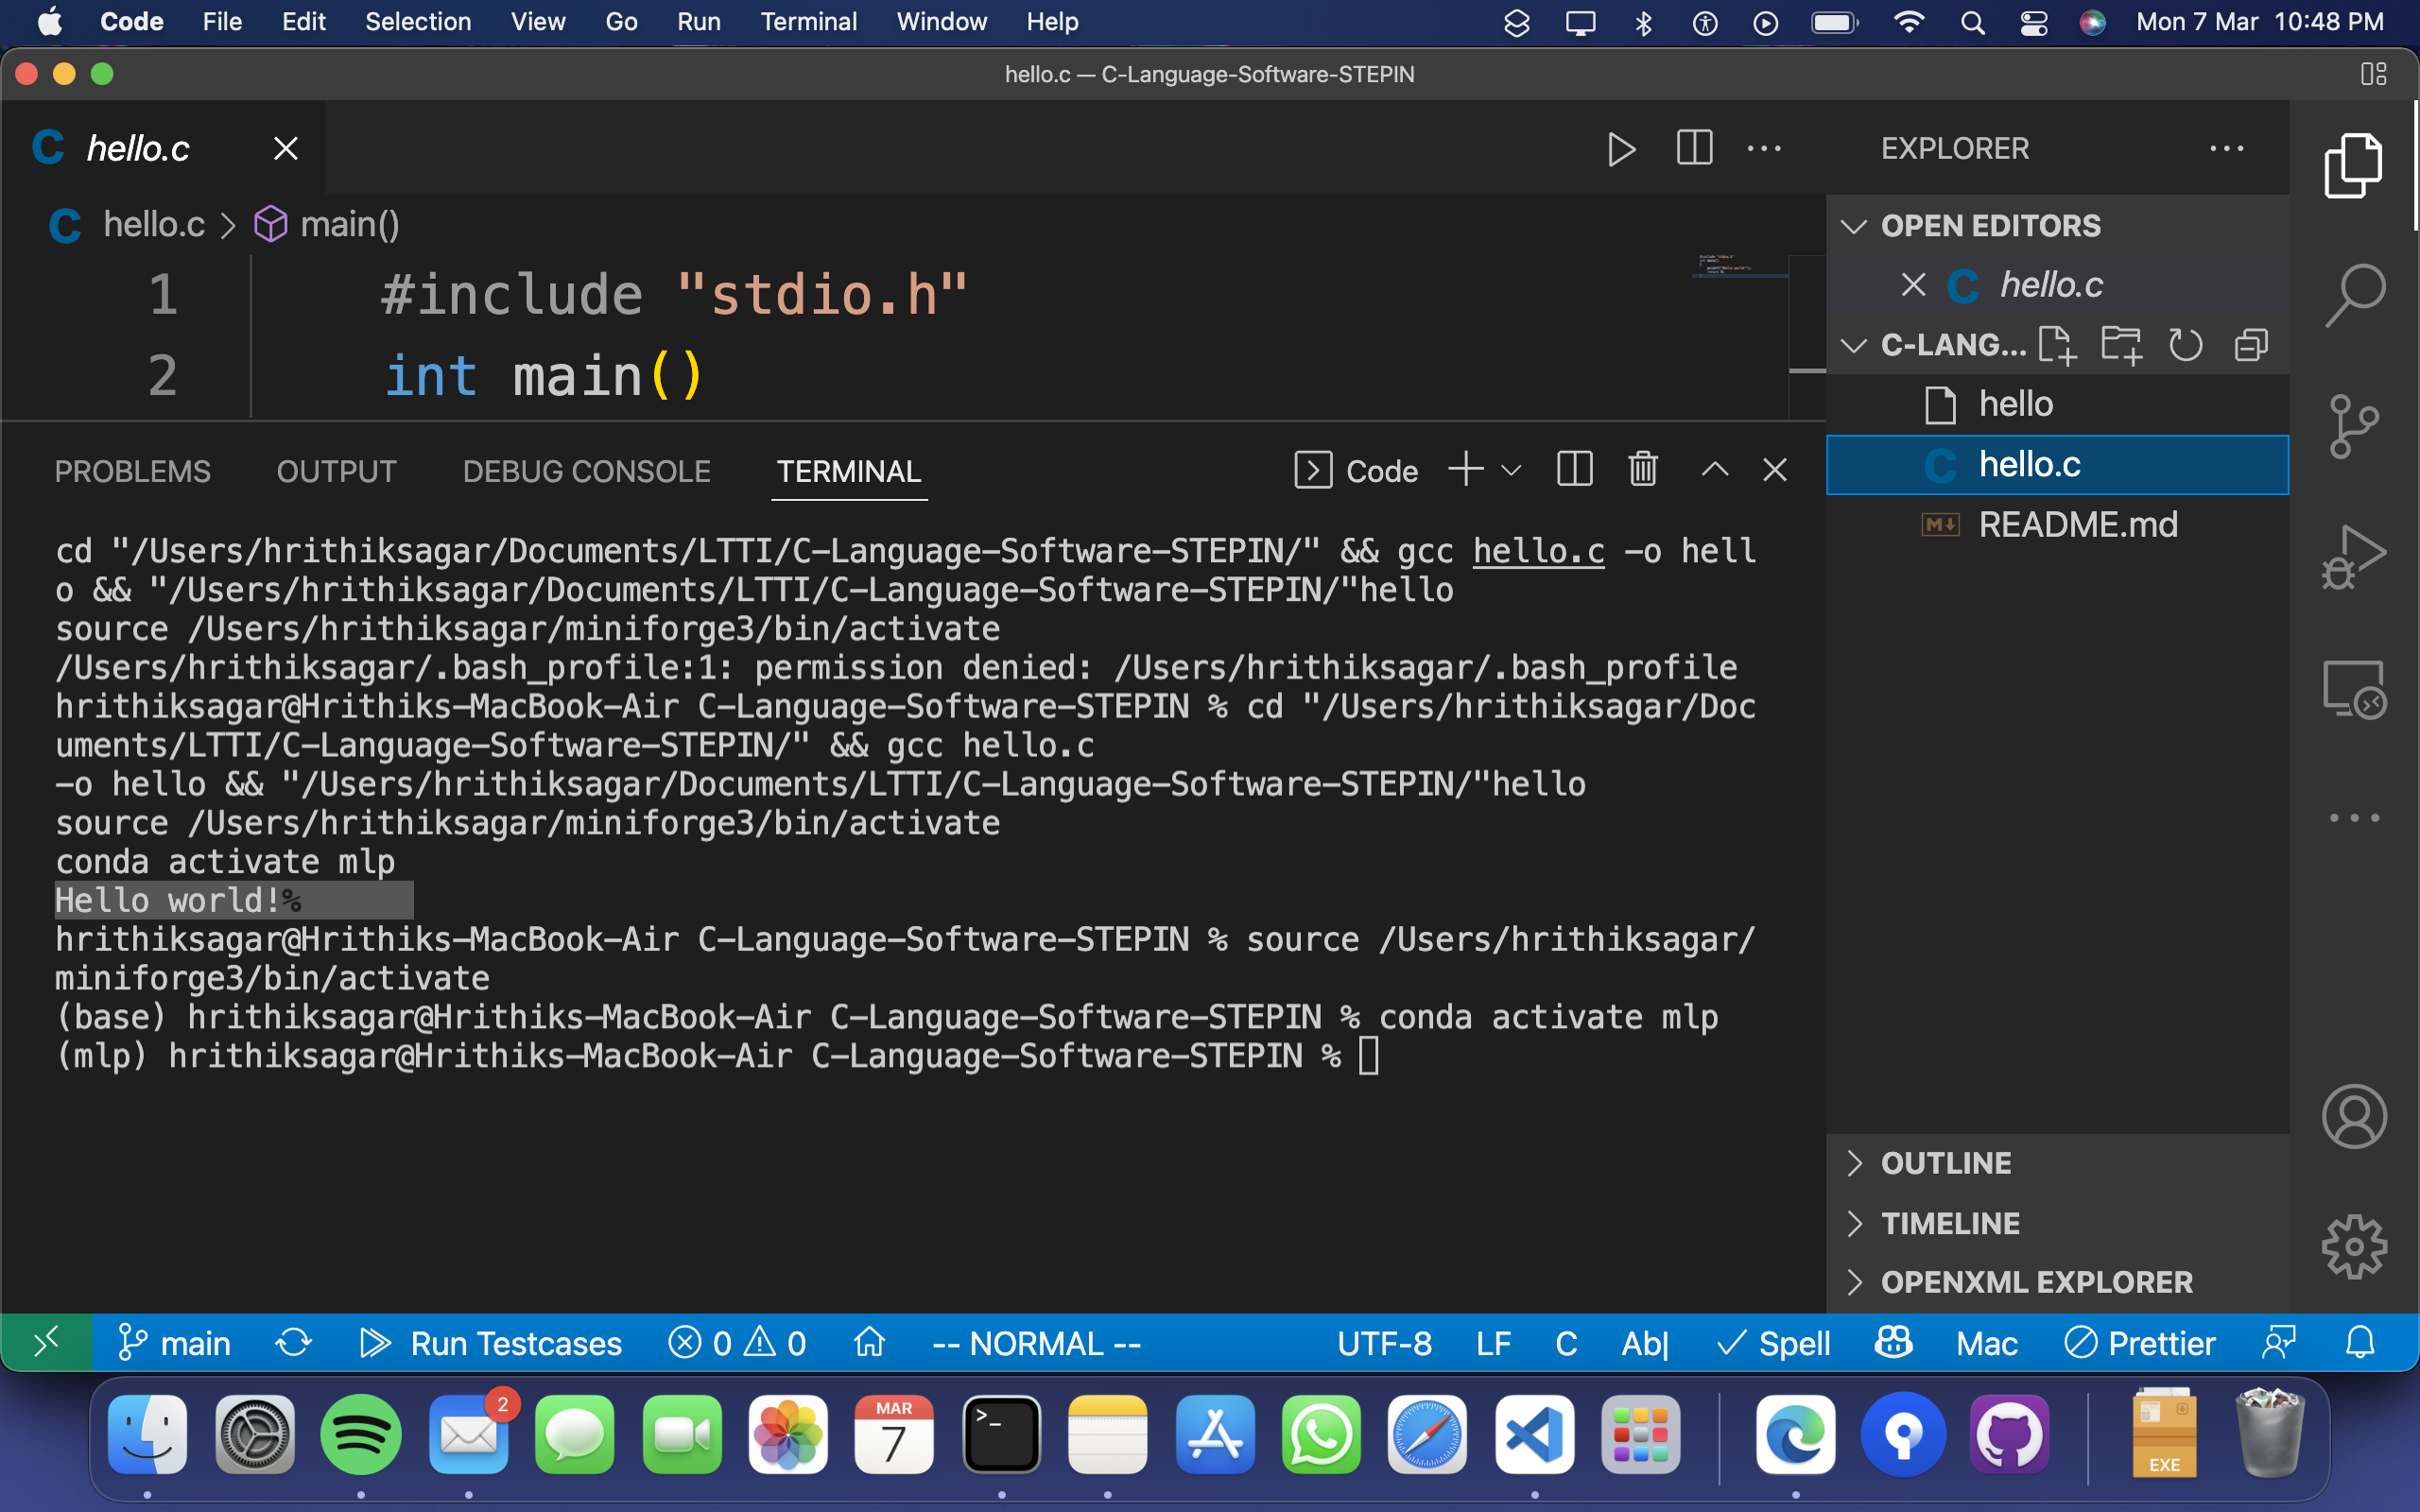 Code File Edit Selection View Go Run Terminal Window Help Mon 7 Mar 10:48 PM
hello.c — C-Language-Software-STEPIN
hello.c
hello.c > main()
1 #include "stdio.h"
2 int main()
PROBLEMS OUTPUT DEBUG CONSOLE TERMINAL Code
cd "/Users/hrithiksagar/Documents/LTTI/C-Language-Software-STEPIN/" && gcc hello.c -o hell
o && "/Users/hrithiksagar/Documents/LTTI/C-Language-Software-STEPIN/"hello
source /Users/hrithiksagar/miniforge3/bin/activate
/Users/hrithiksagar/.bash_profile:1: permission denied: /Users/hrithiksagar/.bash_profile
hrithiksagar@Hrithiks-MacBook-Air C-Language-Software-STEPIN % cd "/Users/hrithiksagar/Doc
uments/LTTI/C-Language-Software-STEPIN/" && gcc hello.c
-o hello && "/Users/hrithiksagar/Documents/LTTI/C-Language-Software-STEPIN/"hello
source /Users/hrithiksagar/miniforge3/bin/activate
conda activate mlp
Hello world!%
hrithiksagar@Hrithiks-MacBook-Air C-Language-Software-STEPIN % source /Users/hrithiksagar/
miniforge3/bin/activate
(base) hrithiksagar@Hrithiks-MacBook-Air C-Language-Software-STEPIN % conda activate mlp
(mlp) hrithiksagar@Hrithiks-MacBook-Air C-Language-Software-STEPIN %
EXPLORER
OPEN EDITORS
hello.c
C-LANG...
hello
hello.c
README.md
OUTLINE
TIMELINE
OPENXML EXPLORER
main Run Testcases 0 0 -- NORMAL -- UTF-8 LF C Ab| Spell Mac Prettier
2
MAR
7
>_
EXE